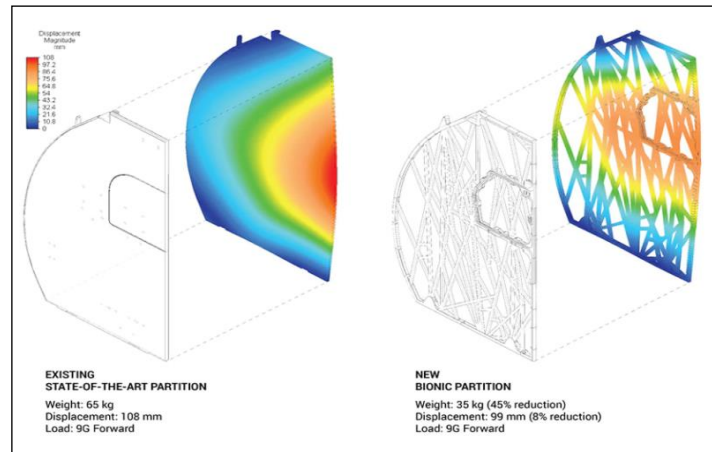 Displacement
Magnitude
mm
108
97.2
86.4
75.6
64.8
54
43.2
32.4
21.6
10.8
0
EXISTING
STATE-OF-THE-ART PARTITION
Weight: 65 kg
Displacement: 108 mm
Load: 9G Forward
NEW
BIONIC PARTITION
Weight: 35 kg (45% reduction)
Displacement: 99 mm (8% reduction)
Load: 9G Forward